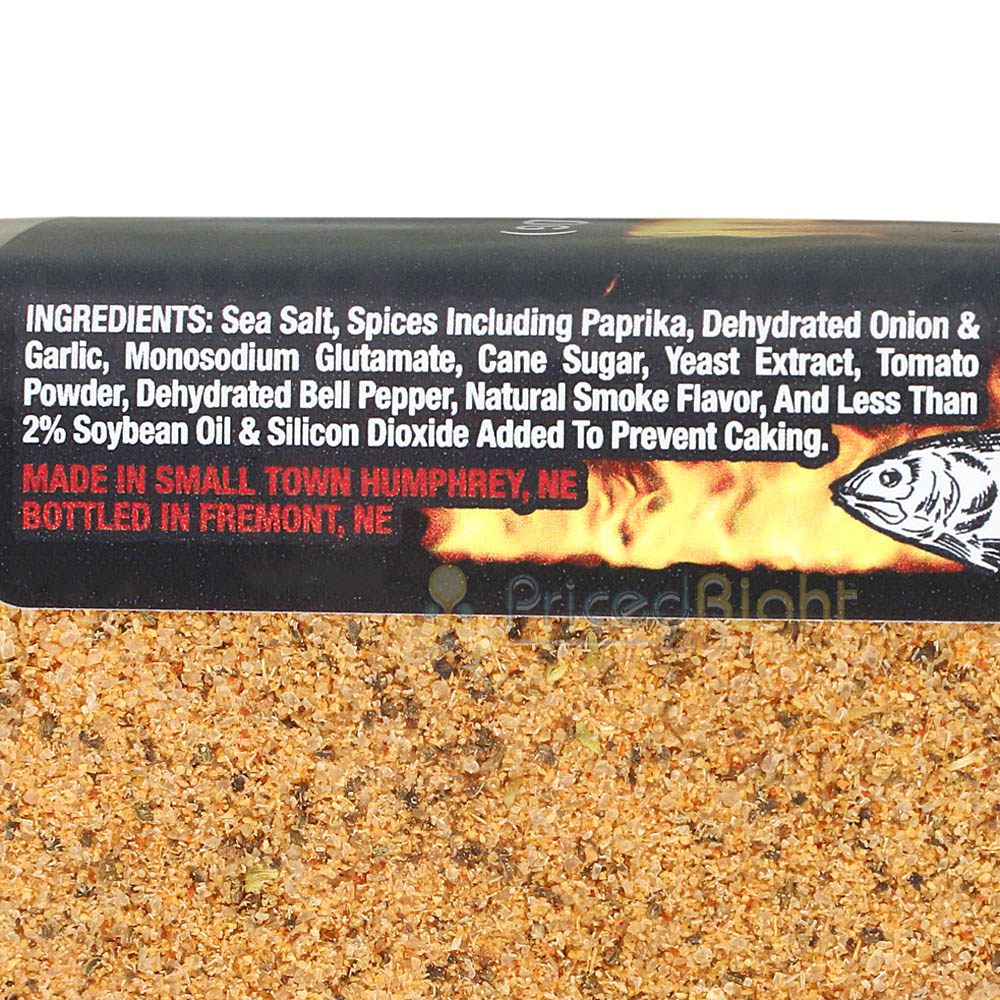 INGREDIENTS: Sea Salt, Spices Including Paprika, Dehydrated Onion &
Garlic, Monosodium Glutamate, Cane Sugar, Yeast Extract, Tomato
Powder, Dehydrated Bell Pepper, Natural Smoke Flavor, And Less Than
2% Soybean Oil & Silicon Dioxide Added To Prevent Caking.
MADE IN SMALL TOWN HUMPHREY, NE
BOTTLED IN FREMONT, NE
PricedRight